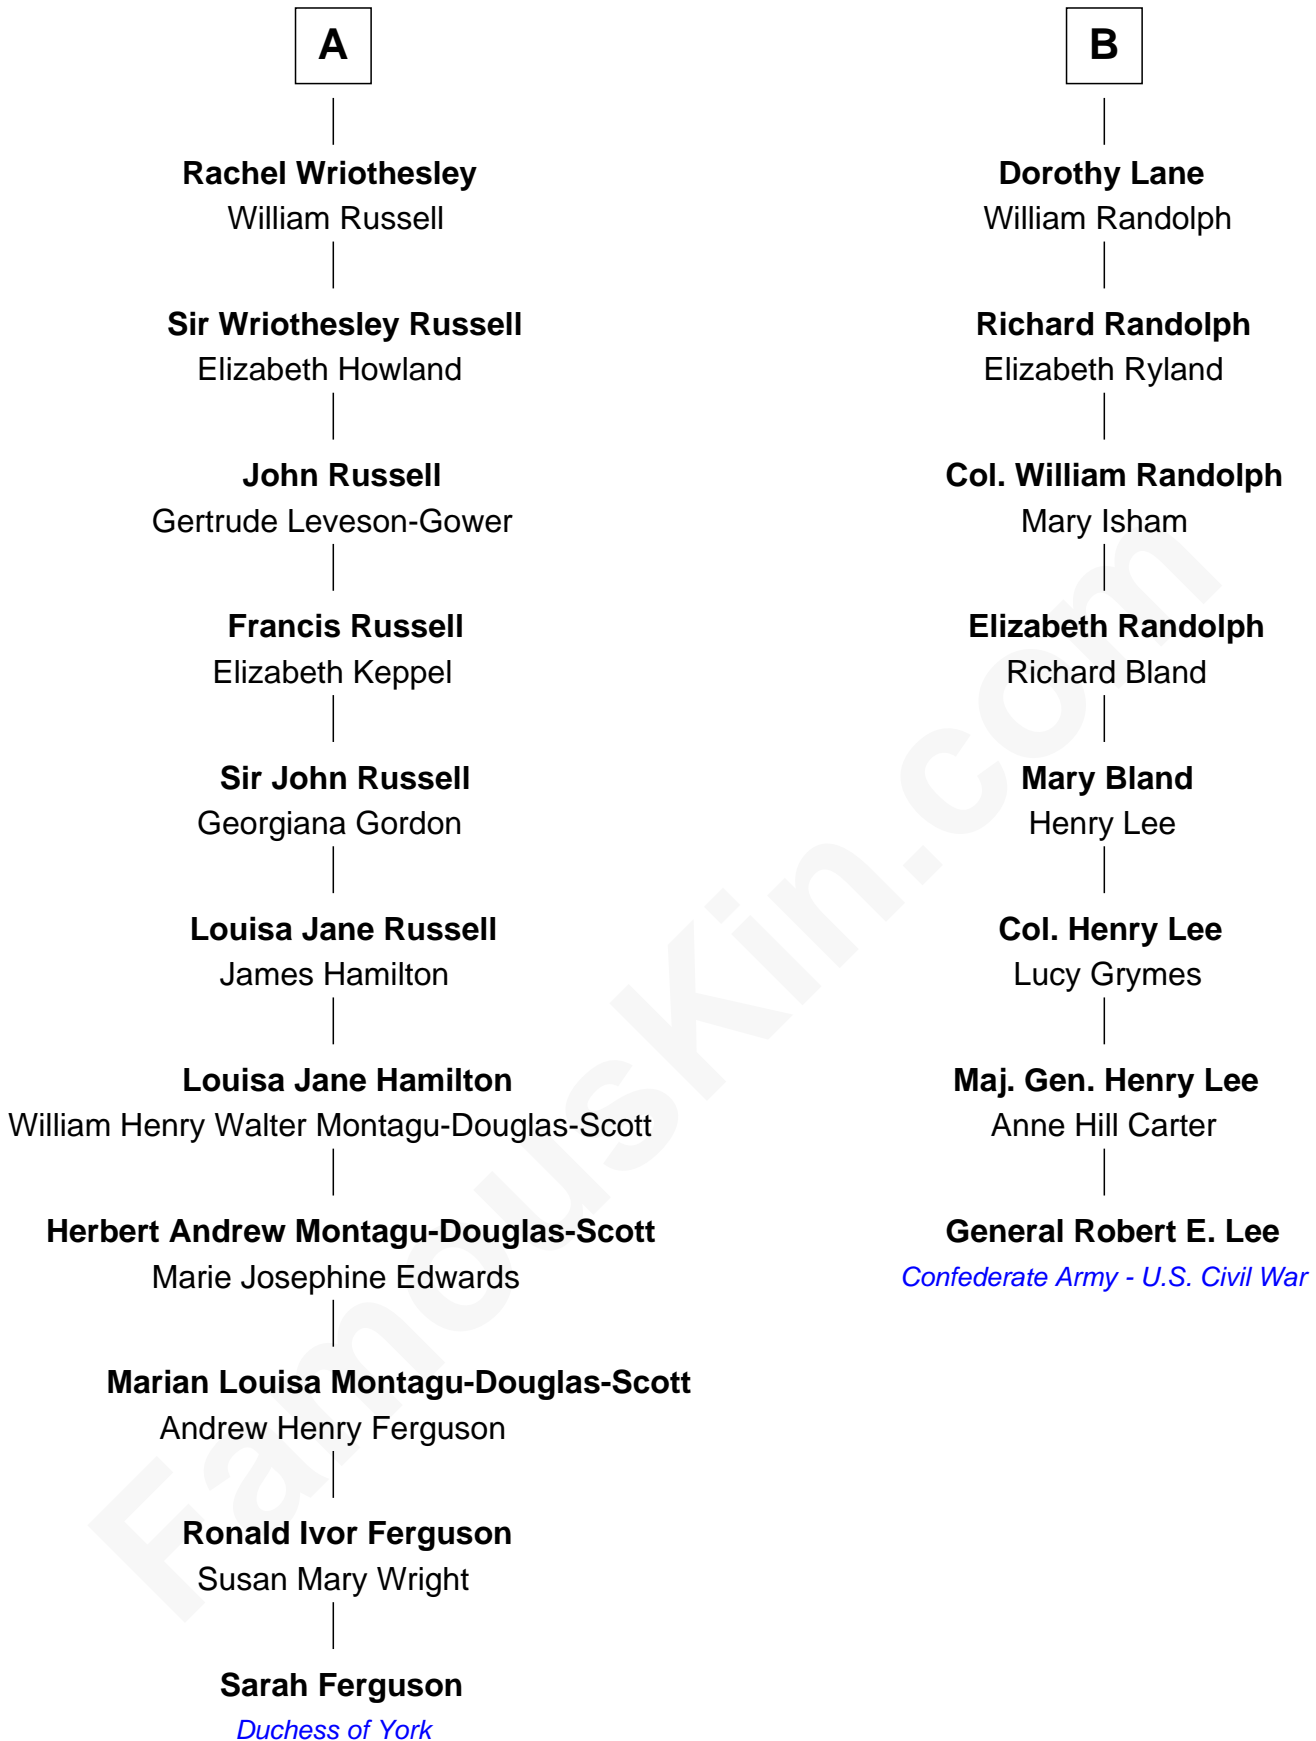 A
Rachel Wriothesley
William Russell
Sir Wriothesley Russell
Elizabeth Howland
John Russell
Gertrude Leveson-Gower
Francis Russell
Elizabeth Keppel
Sir John Russell
Georgiana Gordon
Louisa Jane Russell
James Hamilton
Louisa Jane Hamilton
William Henry Walter Montagu-Douglas-Scott
Herbert Andrew Montagu-Douglas-Scott
Marie Josephine Edwards
Marian Louisa Montagu-Douglas-Scott
Andrew Henry Ferguson
Ronald Ivor Ferguson
Susan Mary Wright
Sarah Ferguson
Duchess of York
B
Dorothy Lane
William Randolph
Richard Randolph
Elizabeth Ryland
Col. William Randolph
Mary Isham
Elizabeth Randolph
Richard Bland
Mary Bland
Henry Lee
Col. Henry Lee
Lucy Grymes
Maj. Gen. Henry Lee
Anne Hill Carter
General Robert E. Lee
Confederate Army - U.S. Civil War
FamousKin.com